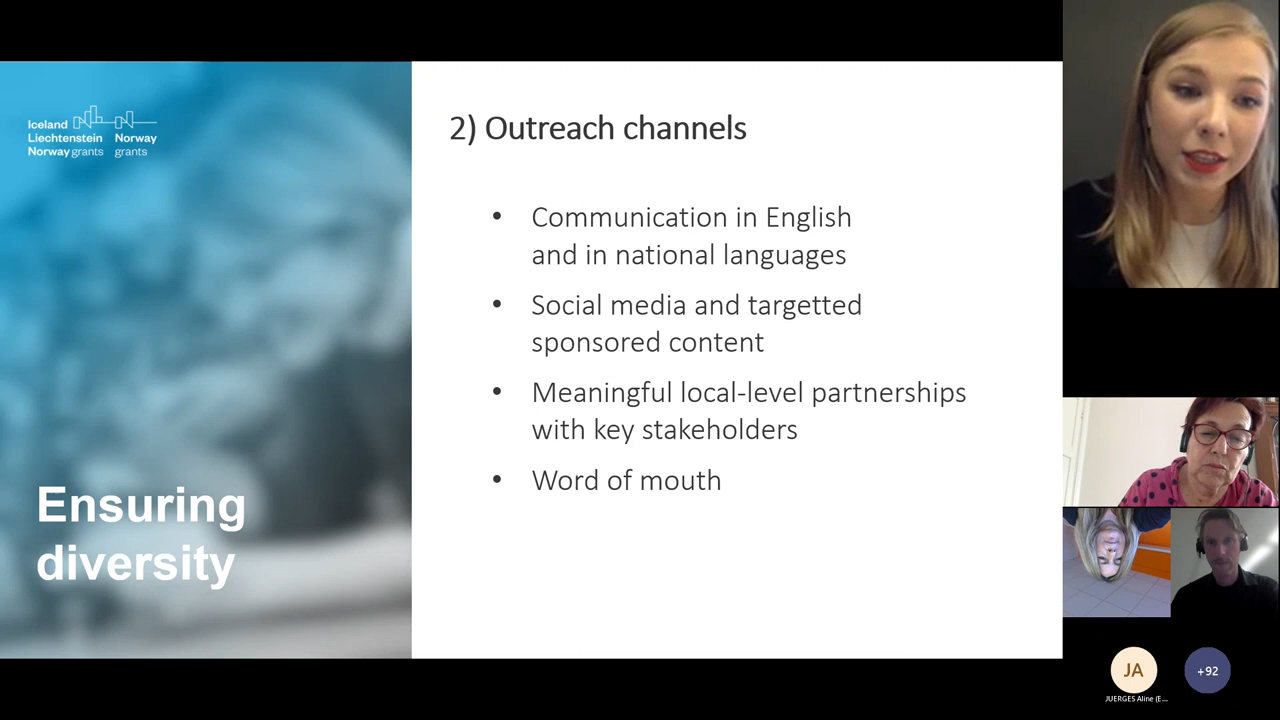 Iceland
Liechtenstein
Norway grants
Norway
grants
Ensuring
diversity
2) Outreach channels
• Communication in English
and in national languages
• Social media and targetted
sponsored content
• Meaningful local-level partnerships
with key stakeholders
• Word of mouth
JA
+92
JUERGES Aline (E...